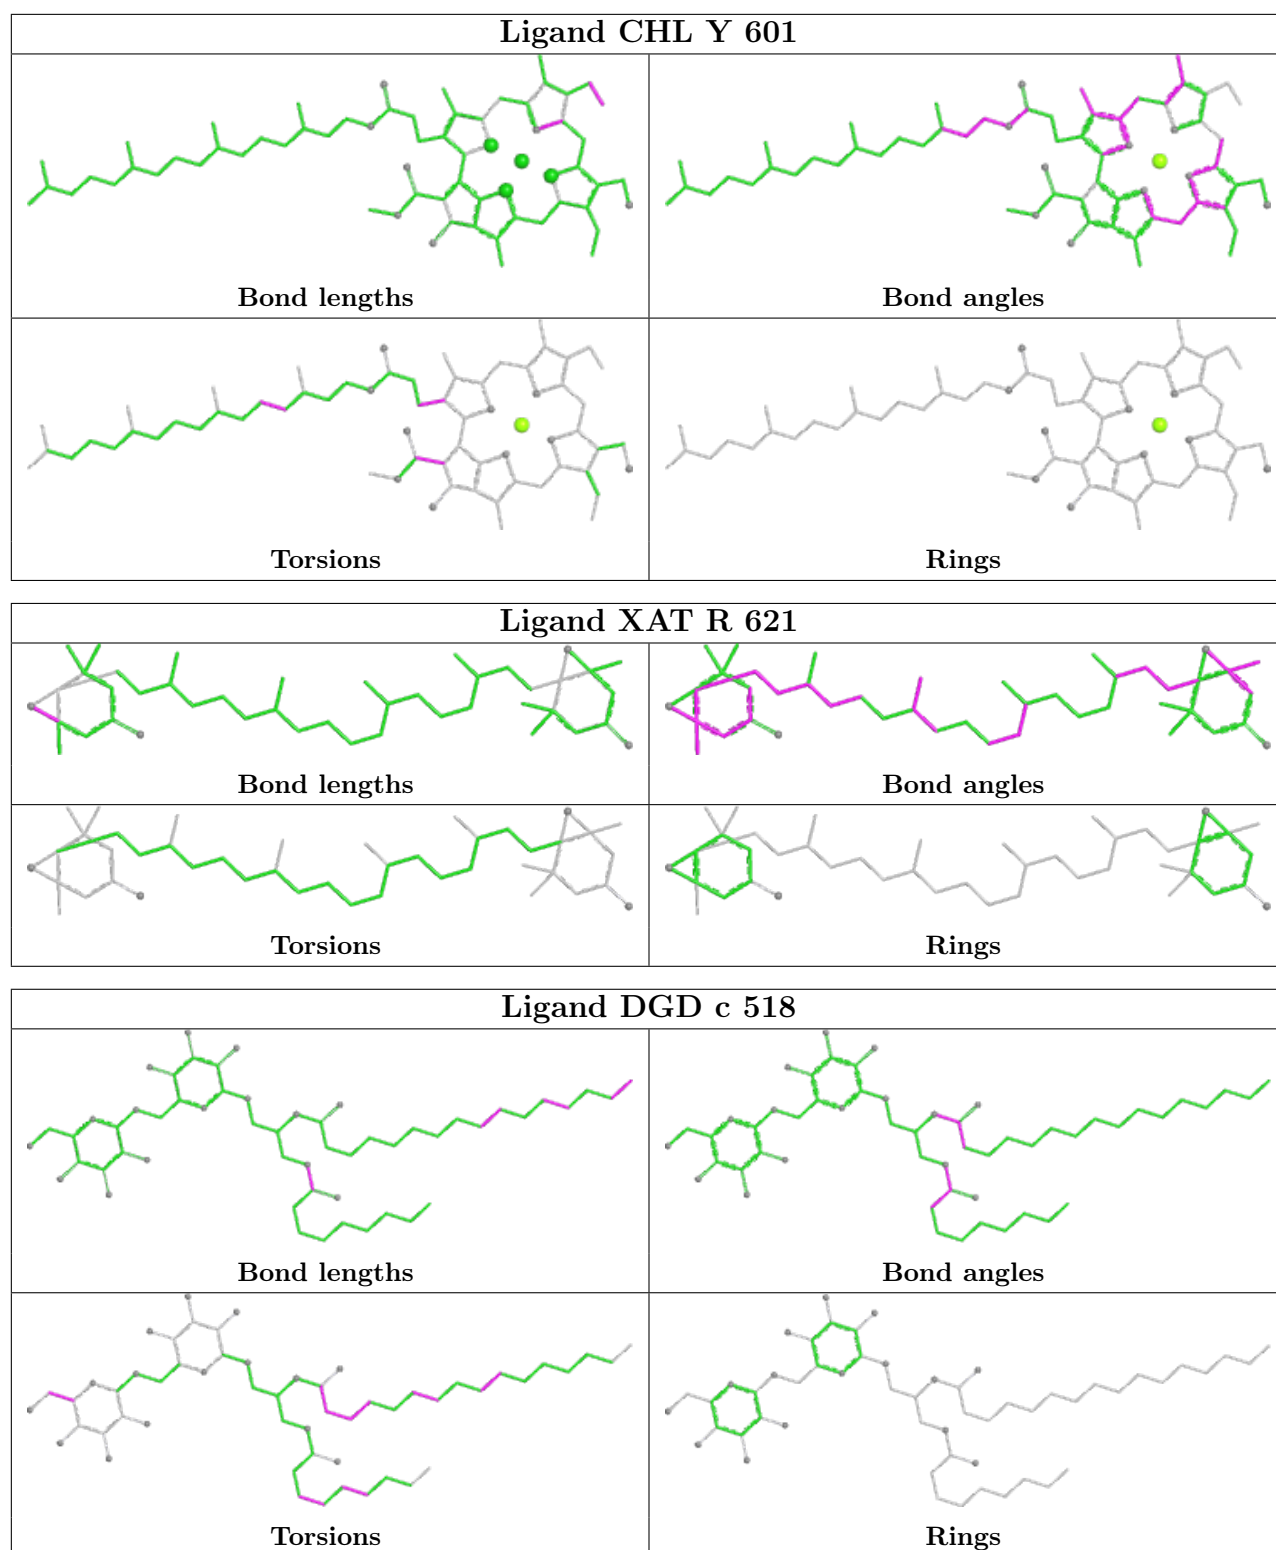 Ligand CHL Y 601
Bond lengths
Bond angles
Torsions
Rings
Ligand XAT R 621
Bond lengths
Bond angles
Torsions
Rings
Ligand DGD c 518
Bond lengths
Bond angles
Torsions
Rings